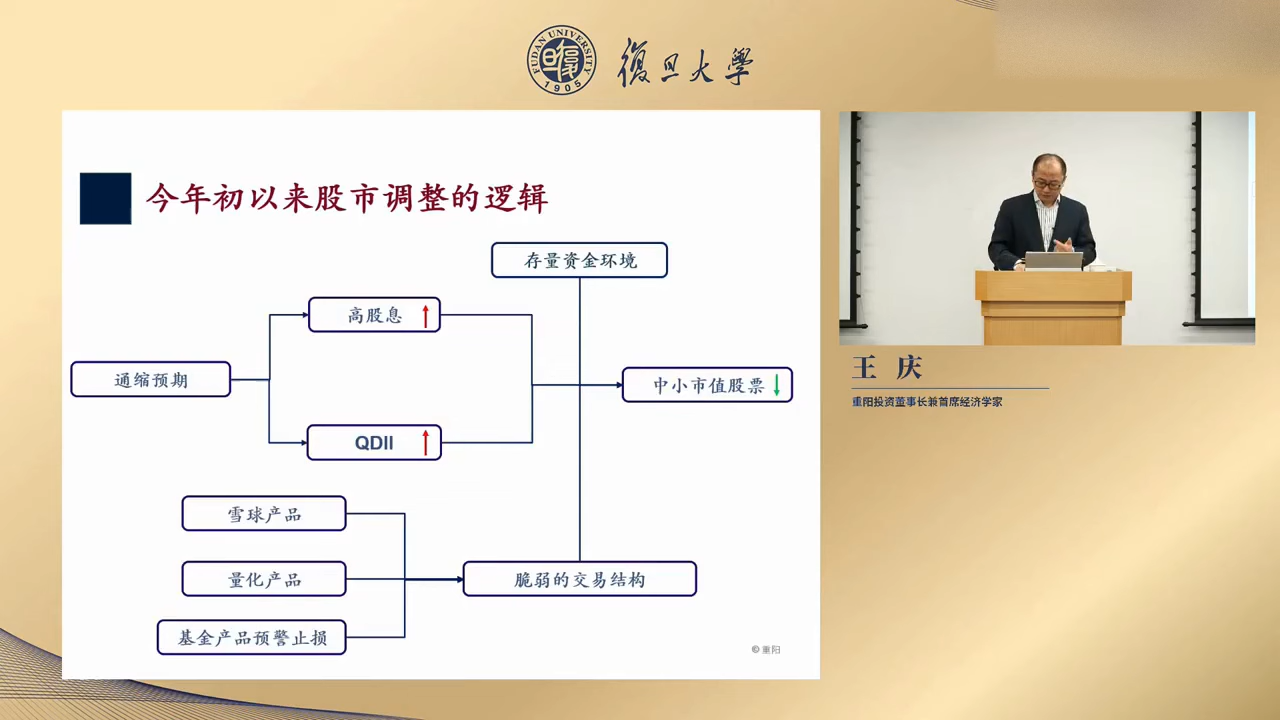 FUDAN UNIVERSITY
1905
復旦大學
今年初以来股市调整的逻辑
存量资金环境
高股息
通缩预期
中小市值股票
QDII
雪球产品
量化产品
脆弱的交易结构
基金产品预警止损
© 重阳
王 庆
重阳投资董事长兼首席经济学家